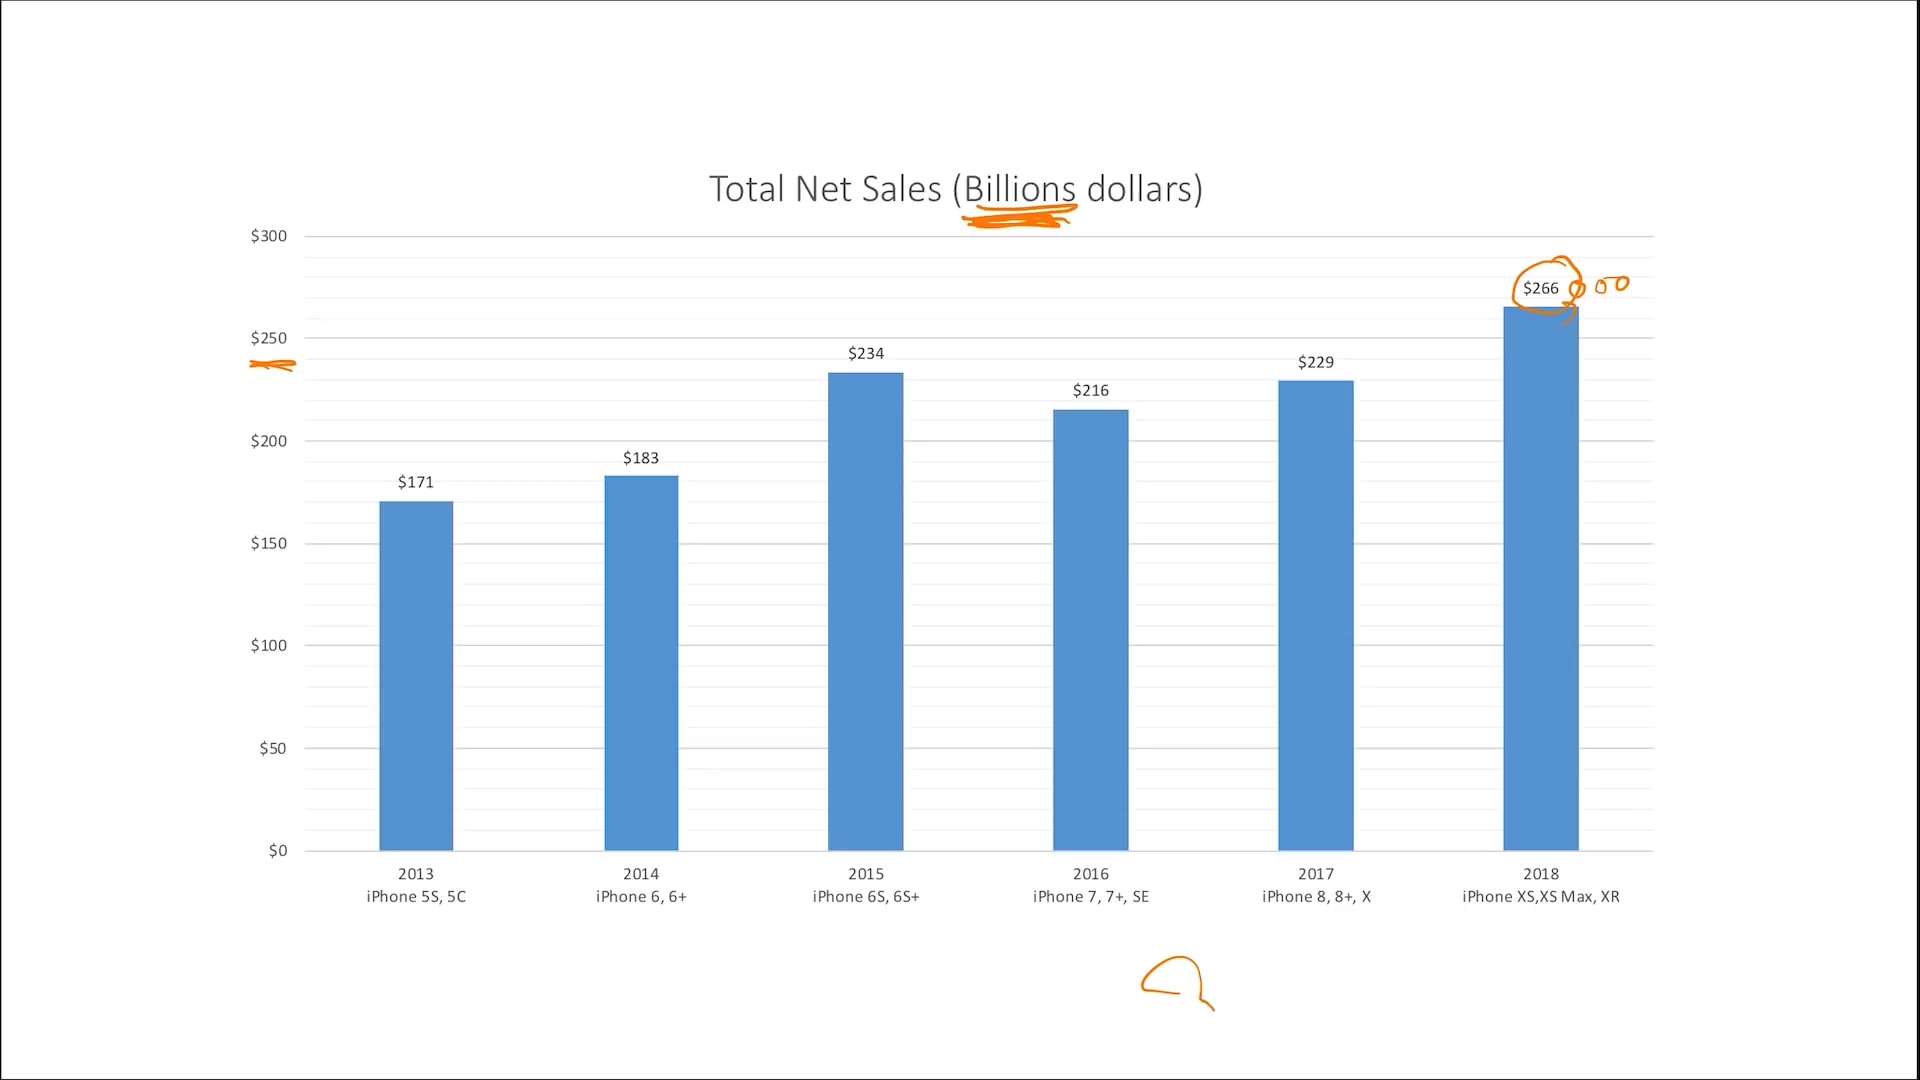 Total Net Sales (Billions dollars)
$300
$250
$200
$150
$100
$50
$0
$171
$183
$234
$216
$229
$266,000
2013
iPhone 5S, 5C
2014
iPhone 6, 6+
2015
iPhone 6S, 6S+
2016
iPhone 7, 7+, SE
2017
iPhone 8, 8+, X
2018
iPhone XS,XS Max, XR